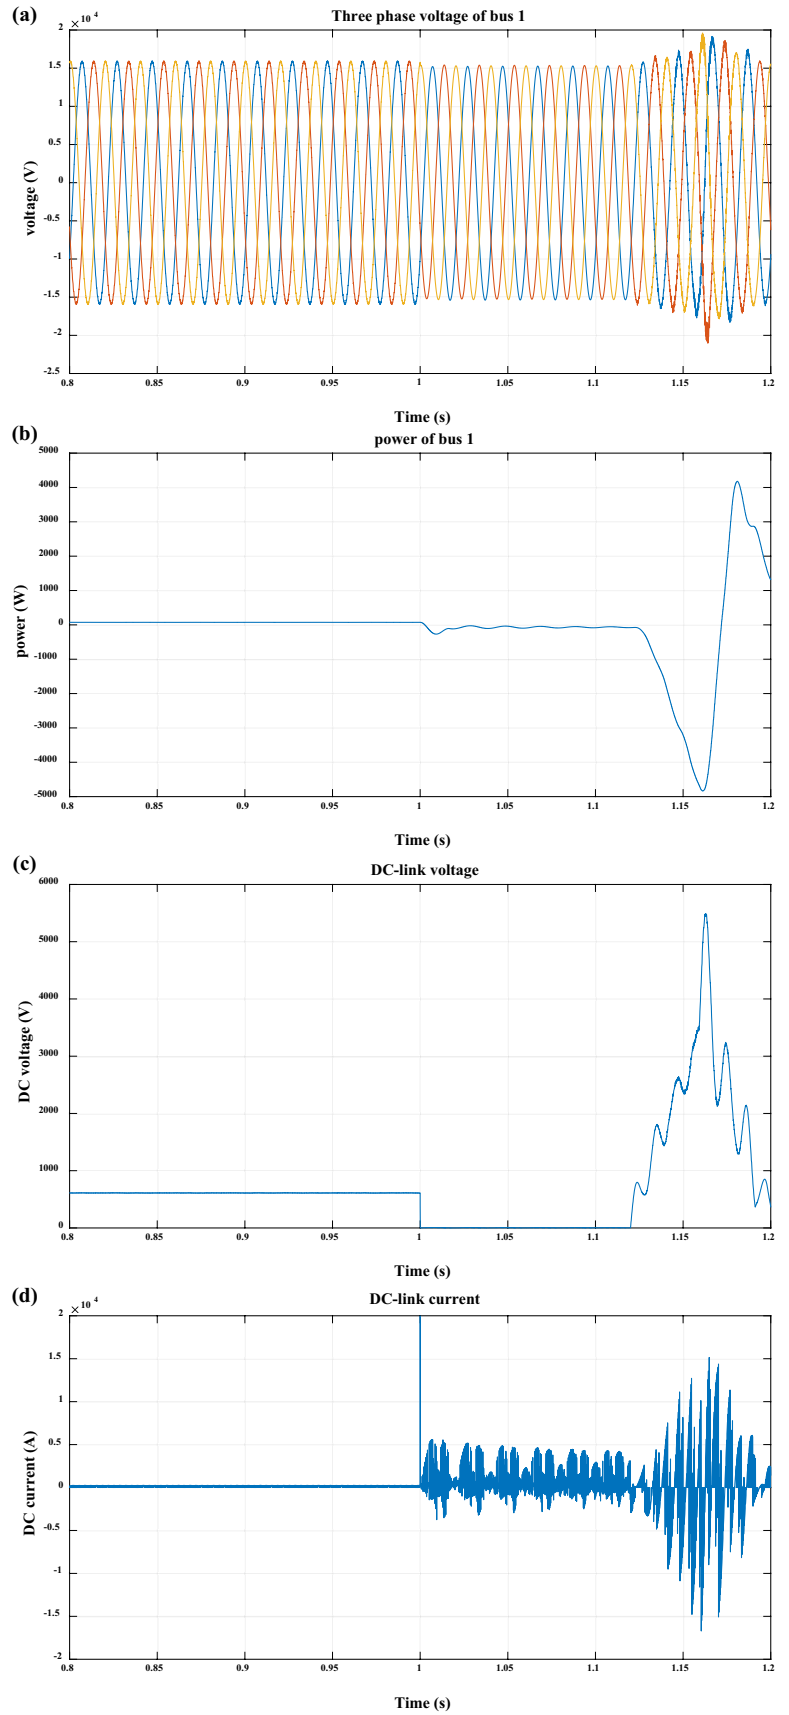 (a)
Three phase voltage of bus 1
2 ×10 4
1.5
1
0.5
0
-0.5
-1
-1.5
-2
-2.5
voltage (V)
0.8 0.85 0.9 0.95 1 1.05 1.1 1.15 1.2
Time (s)
(b)
power of bus 1
5000
4000
3000
2000
1000
0
-1000
-2000
-3000
-4000
-5000
power (W)
0.8 0.85 0.9 0.95 1 1.05 1.1 1.15 1.2
Time (s)
(c)
DC-link voltage
6000
5000
4000
3000
2000
1000
0
DC voltage (V)
0.8 0.85 0.9 0.95 1 1.05 1.1 1.15 1.2
Time (s)
(d)
DC-link current
2 ×10 4
1.5
1
0.5
0
-0.5
-1
-1.5
-2
DC current (A)
0.8 0.85 0.9 0.95 1 1.05 1.1 1.15 1.2
Time (s)